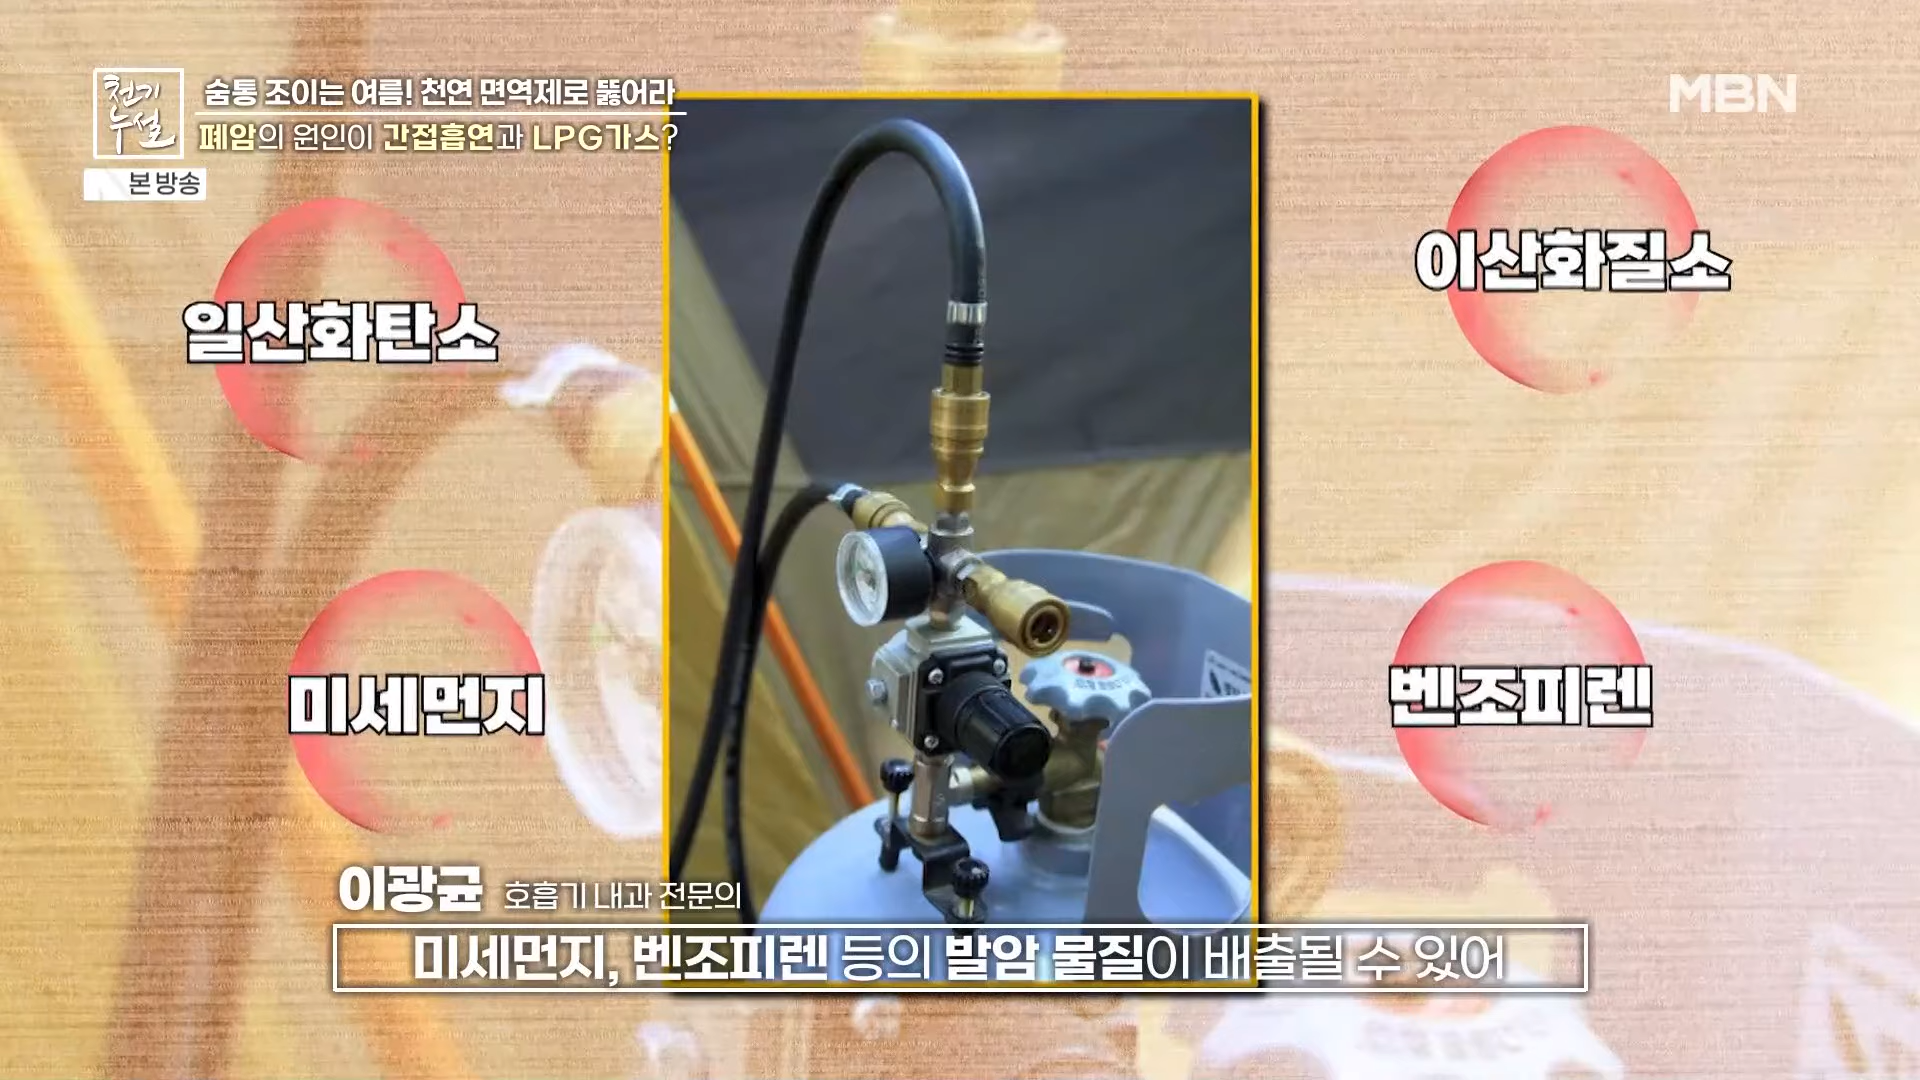 천기누설
숨통 조이는 여름! 천연 면역제로 뚫어라
폐암의 원인이 간접흡연과 LPG가스?
본방송
MBN
일산화탄소
이산화질소
미세먼지
벤조피렌
이광균 호흡기 내과 전문의
미세먼지, 벤조피렌 등의 발암 물질이 배출될 수 있어